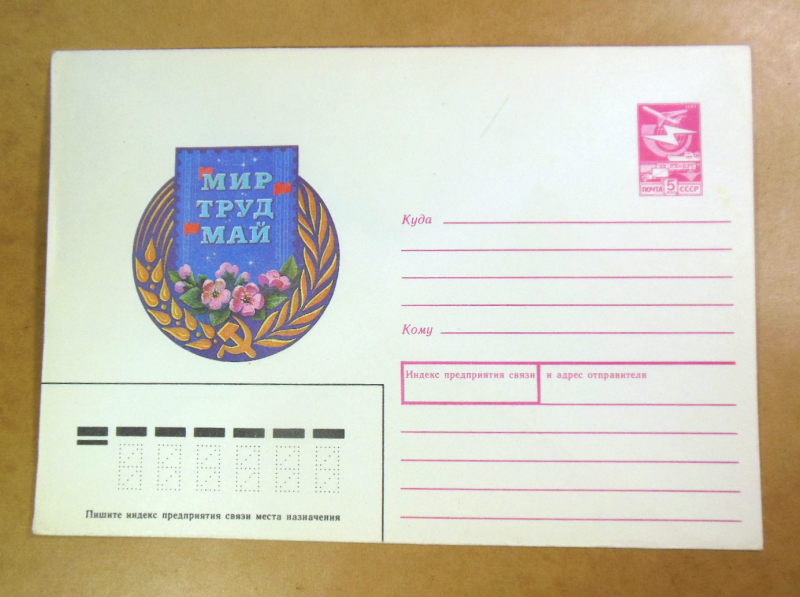 МИР
ТРУД
МАЙ
ПОЧТА 5 СССР
Куда
Кому
Индекс предприятия связи и адрес отправителя
Пишите индекс предприятия связи места назначения